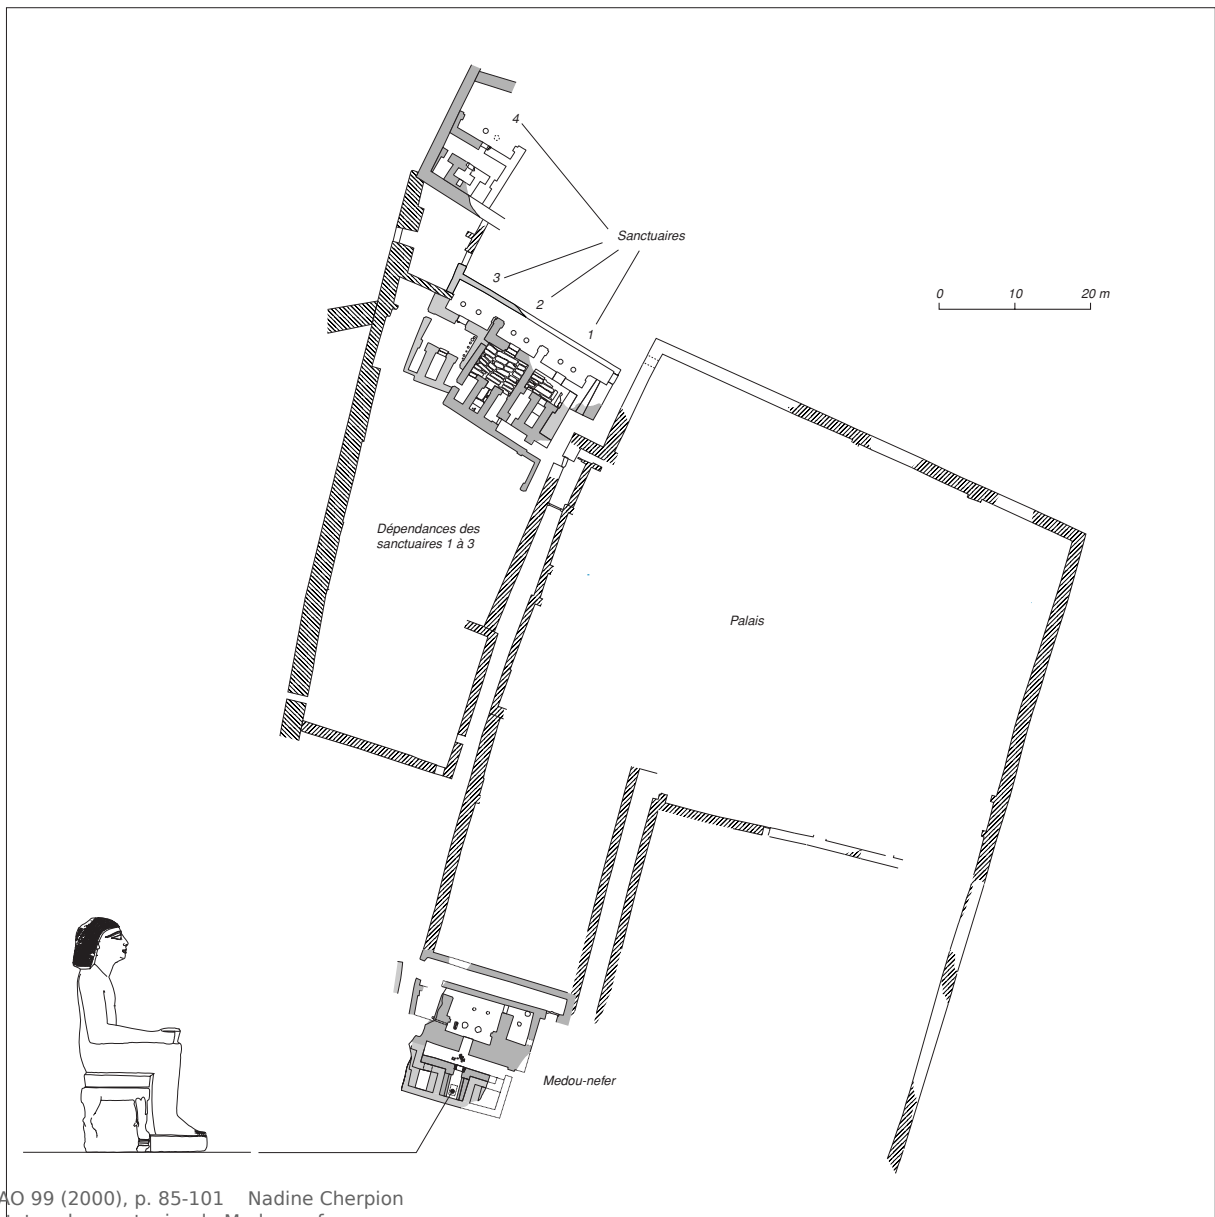 4
Sanctuaires
3
2
1
0 10 20 m
Dépendances des
sanctuaires 1 à 3
Palais
Medou-nefer
AO 99 (2000), p. 85-101 Nadine Cherpion